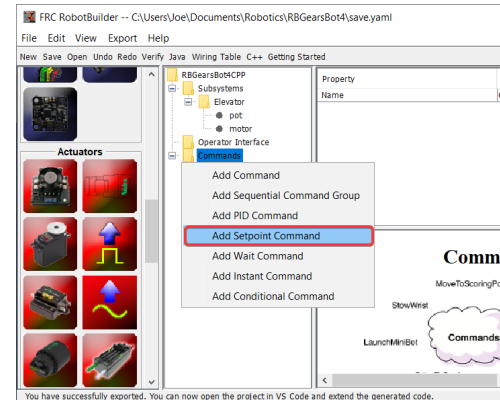 FRC RobotBuilder -- C:\Users\Joe\Documents\Robotics\RBGearsBot4\save.yaml
File Edit View Export Help
New Save Open Undo Redo Verify Java Wiring Table C++ Getting Started
RBGearsBot4CPP
Subsystems
Elevator
pot
motor
Operator Interface
Commands
Actuators
Property
Name
Add Command
Add Sequential Command Group
Add PID Command
Add Setpoint Command
Add Wait Command
Add Instant Command
Add Conditional Command
Comm
MoveToScoringPo
StowWrist
LaunchMiniBot
Commands
You have successfully exported. You can now open the project in VS Code and extend the generated code.